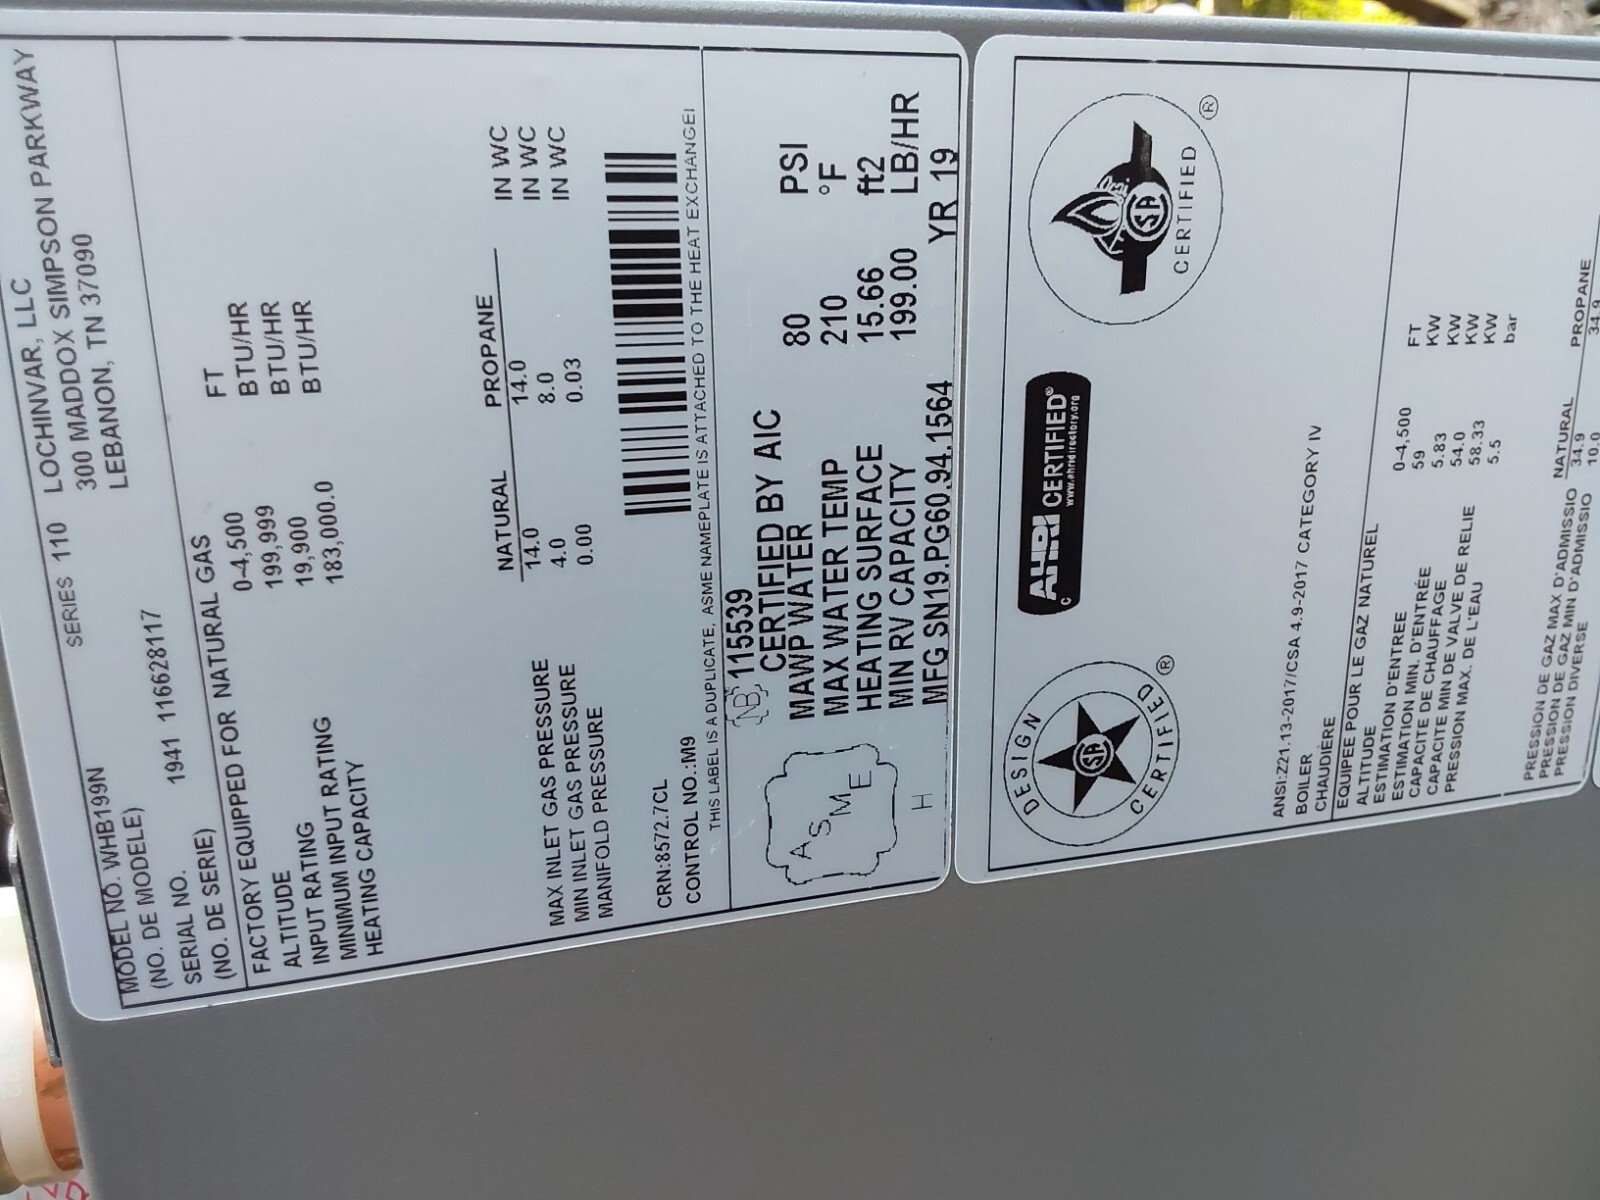 MODEL NO. WHB199N SERIES 110 LOCHINVAR, LLC
(NO. DE MODELE) 300 MADDOX SIMPSON PARKWAY
SERIAL NO. 1941 116628117 LEBANON, TN 37090
(NO. DE SERIE)
FACTORY EQUIPPED FOR NATURAL GAS
ALTITUDE 0-4,500 FT
INPUT RATING 199,999 BTU/HR
MINIMUM INPUT RATING 19,900 BTU/HR
HEATING CAPACITY 183,000.0 BTU/HR
NATURAL PROPANE
MAX INLET GAS PRESSURE 14.0 14.0 IN WC
MIN INLET GAS PRESSURE 4.0 8.0 IN WC
MANIFOLD PRESSURE 0.00 0.03 IN WC
CRN:8572.7CL
CONTROL NO.:M9
THIS LABEL IS A DUPLICATE, ASME NAMEPLATE IS ATTACHED TO THE HEAT EXCHANGEI
NB 115539
CERTIFIED BY AIC
MAWP WATER 80 PSI
MAX WATER TEMP 210 °F
HEATING SURFACE 15.66 ft2
MIN RV CAPACITY 199.00 LB/HR
MFG SN19.PG60.94.1564 YR 19
ASME
H
DESIGN CERTIFIED ®
SA
C AHRI CERTIFIED®
www.ahridirectory.org
SA
CERTIFIED ®
ANSI:Z21.13-2017/CSA 4.9-2017 CATEGORY IV
BOILER
CHAUDIERE
EQUIPEE POUR LE GAZ NATUREL
ALTITUDE 0-4,500 FT
ESTIMATION D'ENTREE 59 KW
ESTIMATION MIN. D'ENTRÉE 5.83 KW
CAPACITE DE CHAUFFAGE 54.0 KW
CAPACITE MIN DE VALVE DE RELIE 58.33 KW
PRESSION MAX. DE L'EAU 5.5 bar
NATURAL PROPANE
PRESSION DE GAZ MAX D'ADMISSIO 34.9 34.9
PRESSION DE GAZ MIN D'ADMISSIO 10.0
PRESSION DIVERSE